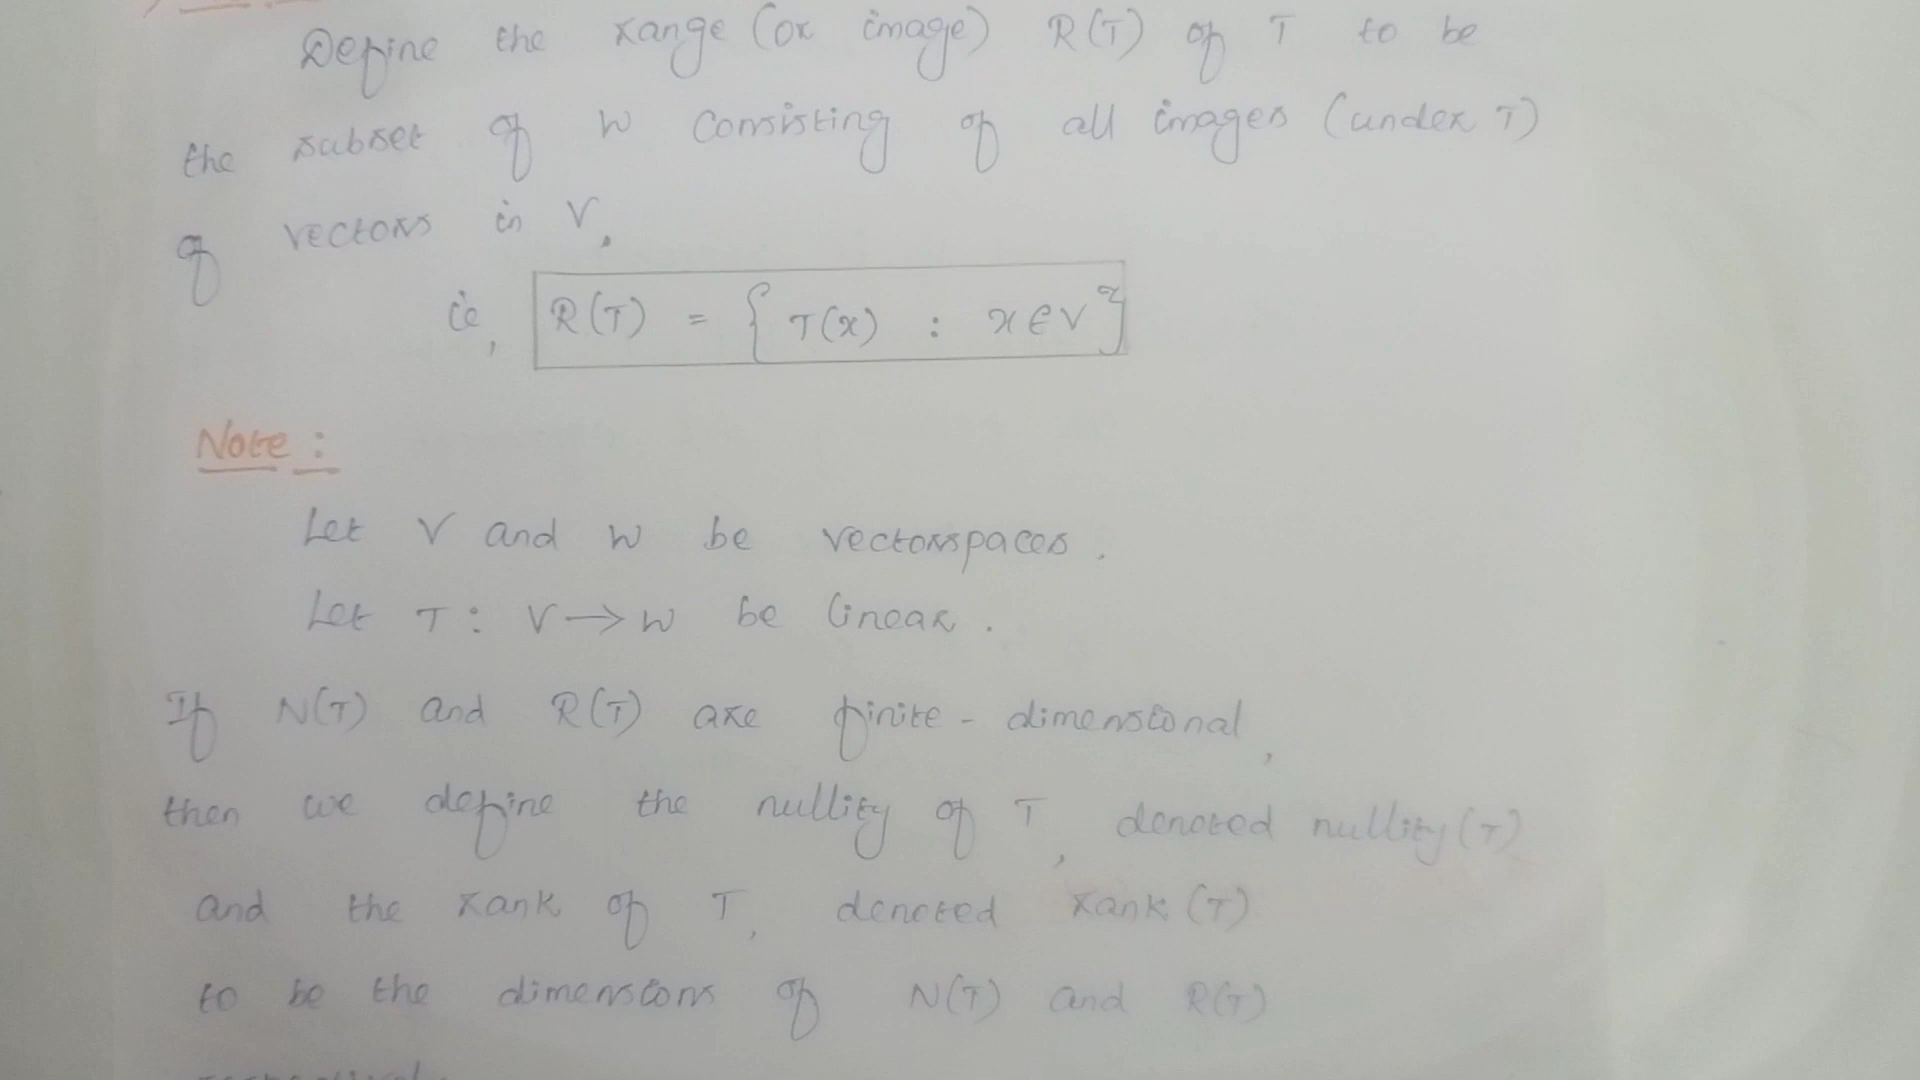 Define the range (or image) R(T) of T to be
the subset of W consisting of all images (under T)
of vectors in V,
ie, R(T) = { T(x) : x ∈ V }
Note :
Let V and W be vectorspaces.
Let T : V → W be linear.
If N(T) and R(T) are finite - dimensional,
then we define the nullity of T, denoted nullity (T)
and the rank of T, denoted rank (T)
to be the dimensions of N(T) and R(T)